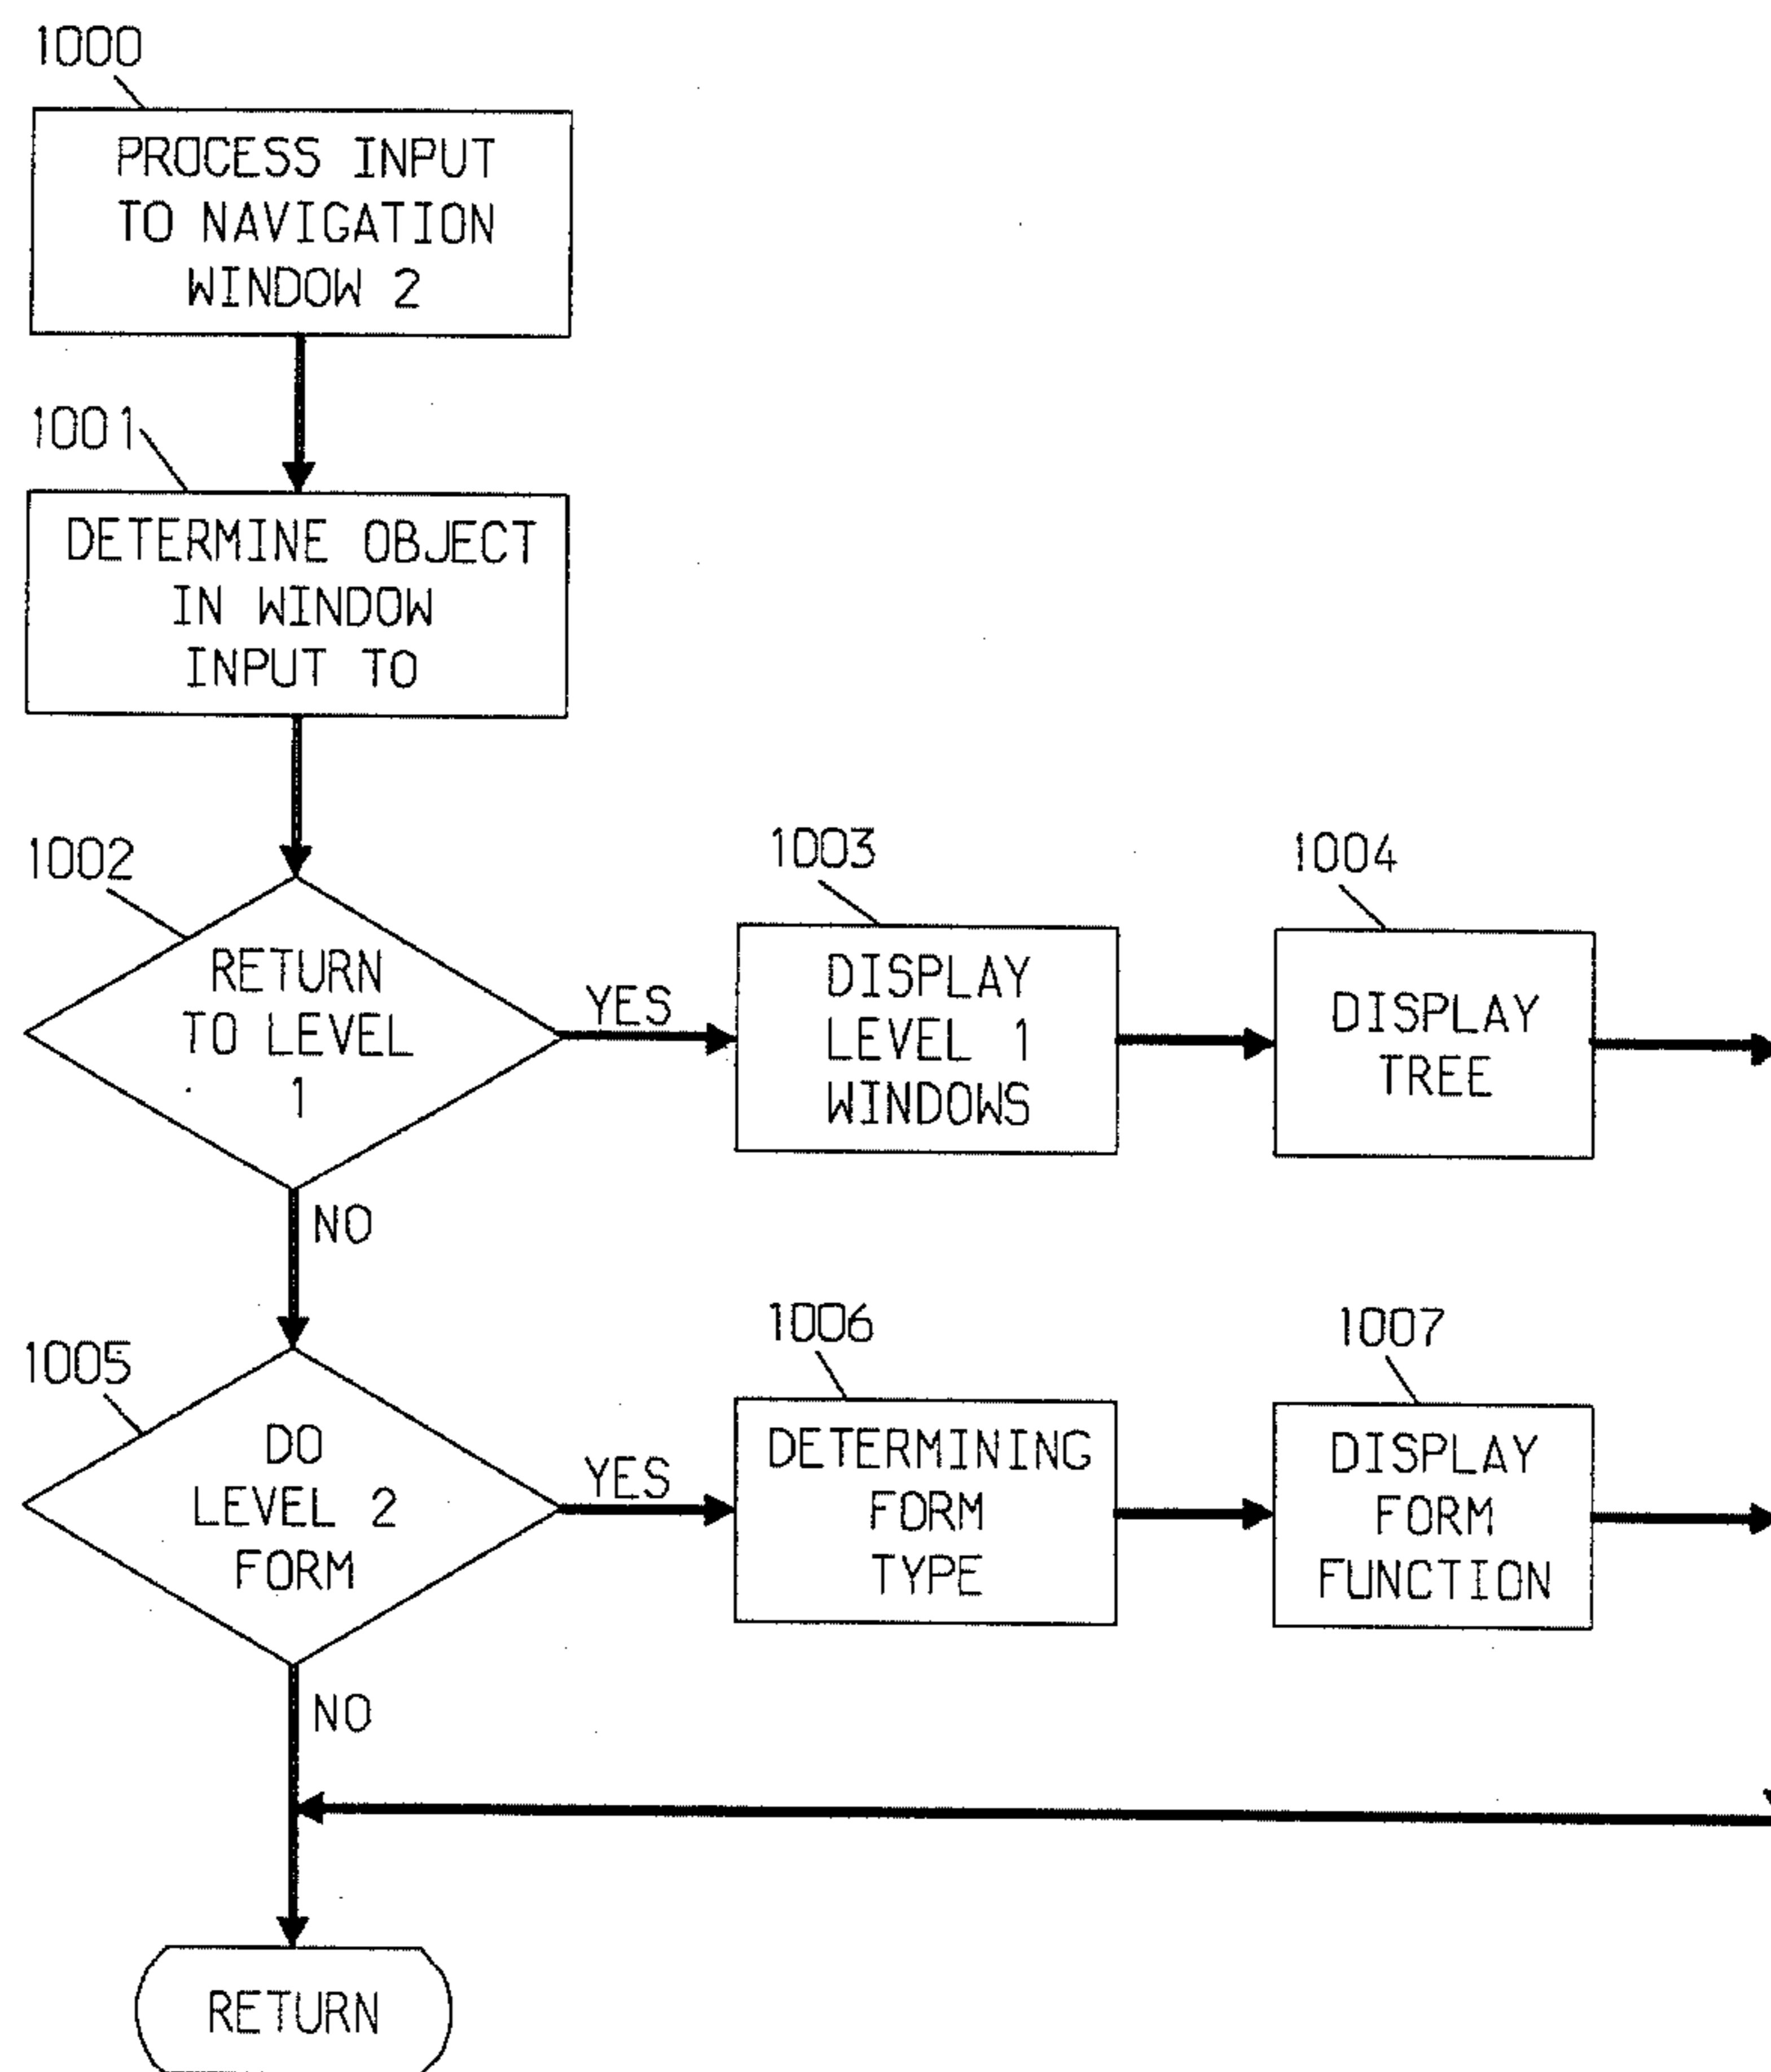 1000
PROCESS INPUT
TO NAVIGATION
WINDOW 2
1001
DETERMINE OBJECT
IN WINDOW
INPUT TO
1002
RETURN
TO LEVEL
1
YES
1003
DISPLAY
LEVEL 1
WINDOWS
1004
DISPLAY
TREE
NO
1005
DO
LEVEL 2
FORM
YES
1006
DETERMINING
FORM
TYPE
1007
DISPLAY
FORM
FUNCTION
NO
RETURN